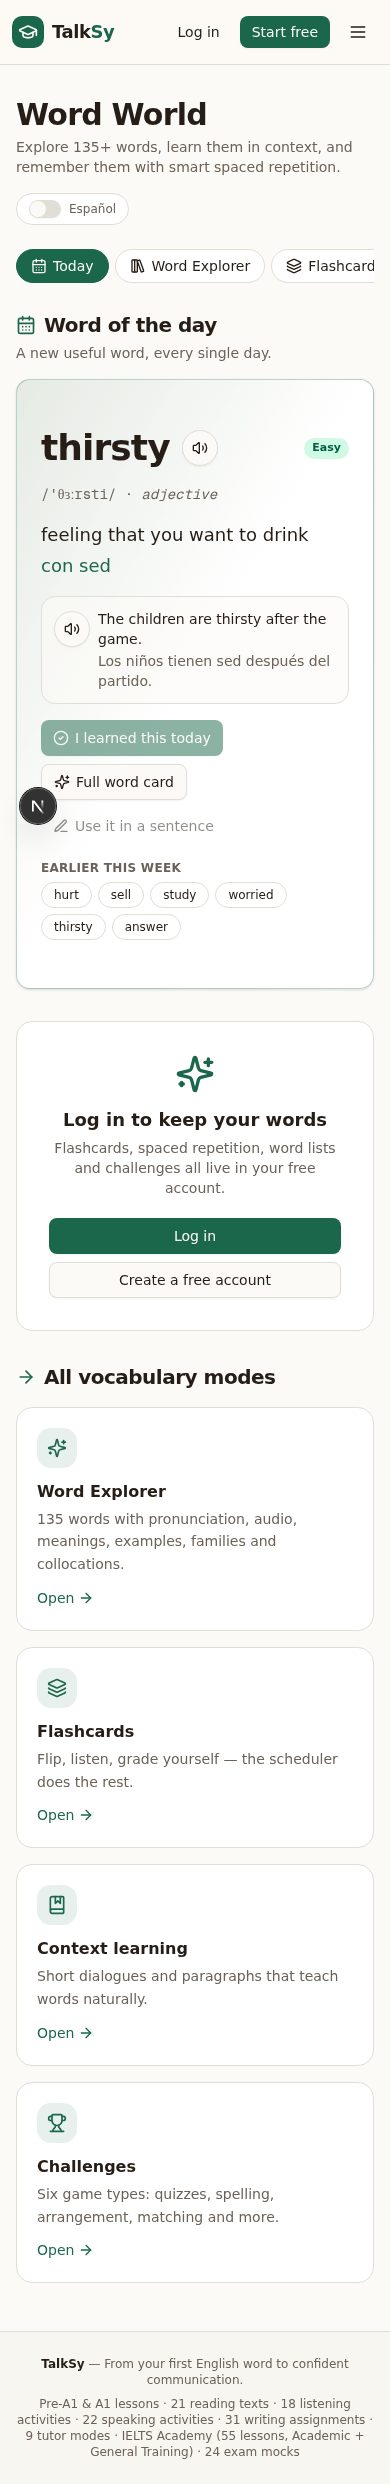 TalkSy
Log in
Start free
Word World
Explore 135+ words, learn them in context, and
remember them with smart spaced repetition.
Español
Today
Word Explorer
Flashcard
Word of the day
A new useful word, every single day.
thirsty
Easy
/ˈθɜːrsti/ · adjective
feeling that you want to drink
con sed
The children are thirsty after the
game.
Los niños tienen sed después del
partido.
I learned this today
Full word card
N
Use it in a sentence
EARLIER THIS WEEK
hurt sell study worried
thirsty answer
Log in to keep your words
Flashcards, spaced repetition, word lists
and challenges all live in your free
account.
Log in
Create a free account
All vocabulary modes
Word Explorer
135 words with pronunciation, audio,
meanings, examples, families and
collocations.
Open
Flashcards
Flip, listen, grade yourself — the scheduler
does the rest.
Open
Context learning
Short dialogues and paragraphs that teach
words naturally.
Open
Challenges
Six game types: quizzes, spelling,
arrangement, matching and more.
Open
TalkSy — From your first English word to confident
communication.
Pre-A1 & A1 lessons · 21 reading texts · 18 listening
activities · 22 speaking activities · 31 writing assignments ·
9 tutor modes · IELTS Academy (55 lessons, Academic +
General Training) · 24 exam mocks